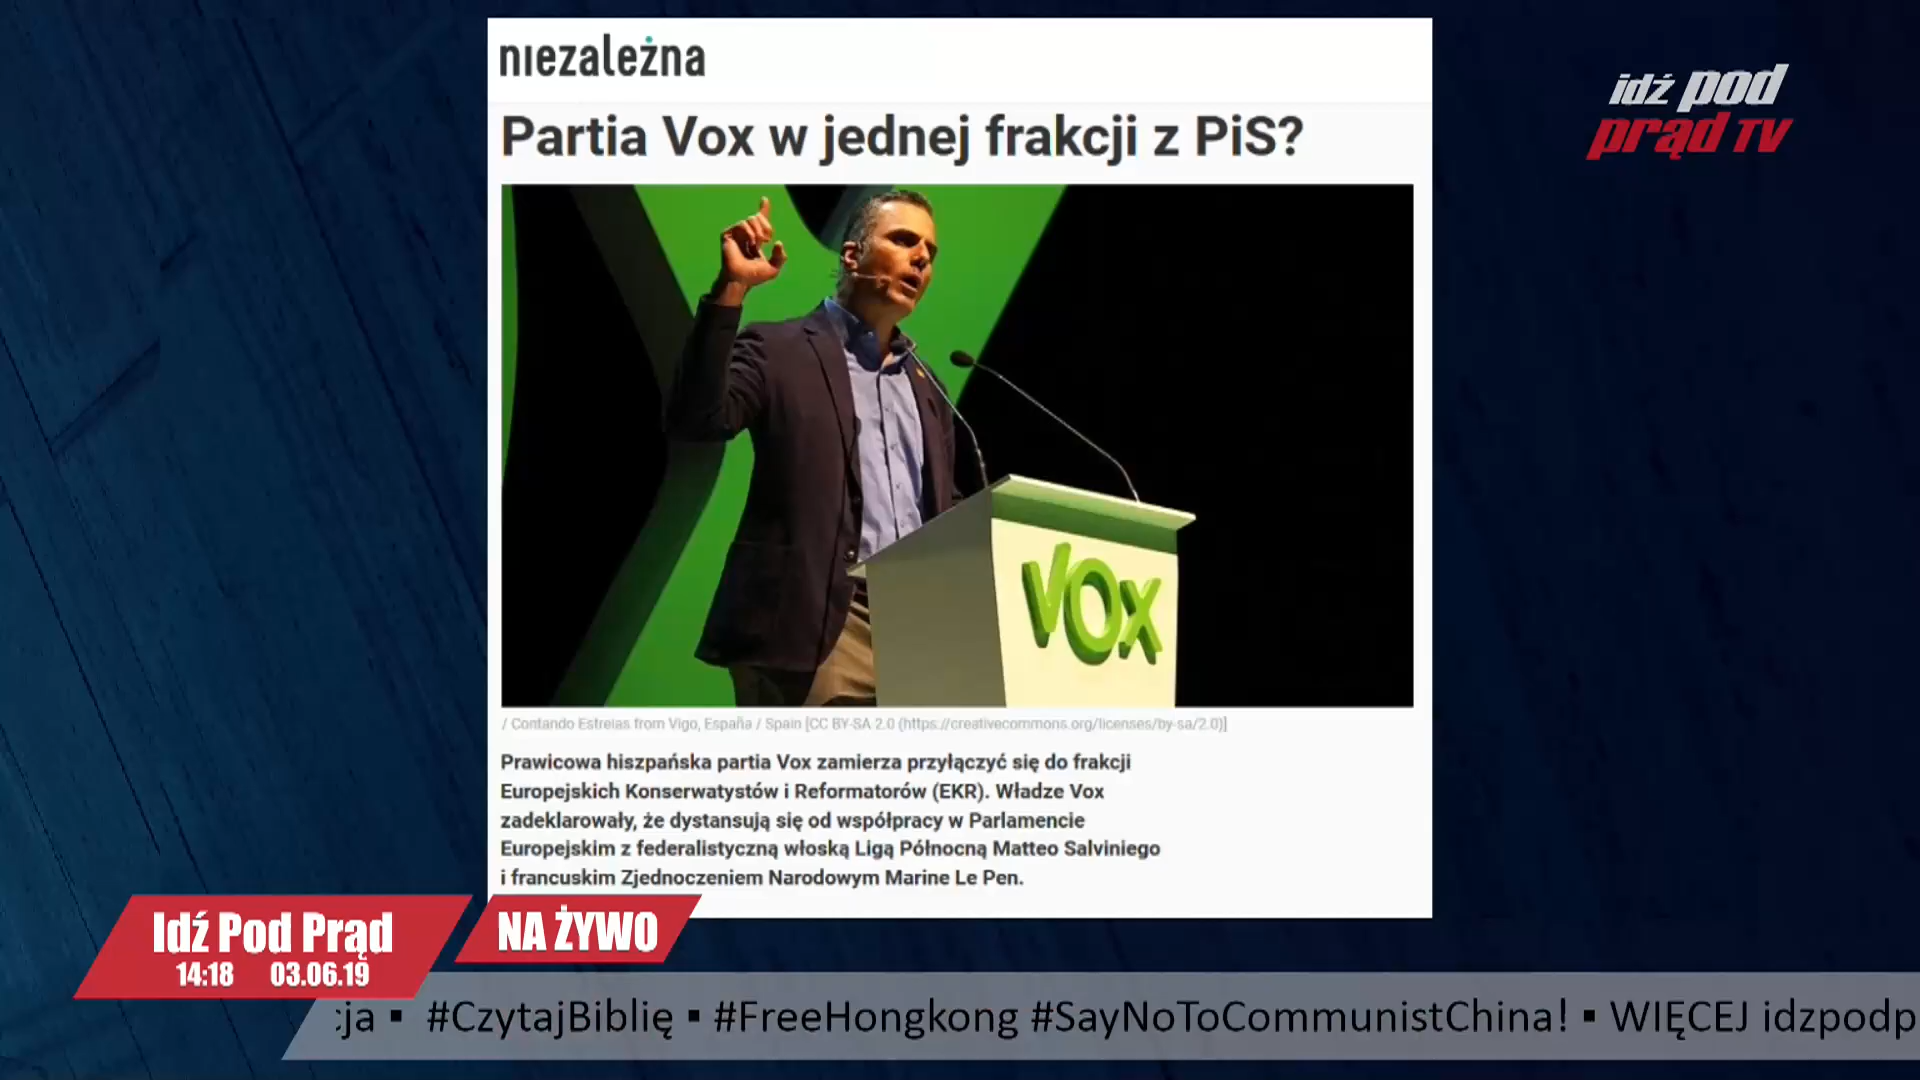 niezależna
Partia Vox w jednej frakcji z PiS?
idź pod
prąd TV
VOX
/ Contando Estrelas from Vigo, España / Spain [CC BY-SA 2.0 (https://creativecommons.org/licenses/by-sa/2.0)]
Prawicowa hiszpańska partia Vox zamierza przyłączyć się do frakcji
Europejskich Konserwatystów i Reformatorów (EKR). Władze Vox
zadeklarowały, że dystansują się od współpracy w Parlamencie
Europejskim z federalistyczną włoską Ligą Północną Matteo Salviniego
i francuskim Zjednoczeniem Narodowym Marine Le Pen.
Idź Pod Prąd
NA ŻYWO
14:18 03.06.19
cja ▪ #CzytajBiblię ▪ #FreeHongkong #SayNoToCommunistChina! ▪ WIĘCEJ idzpodp